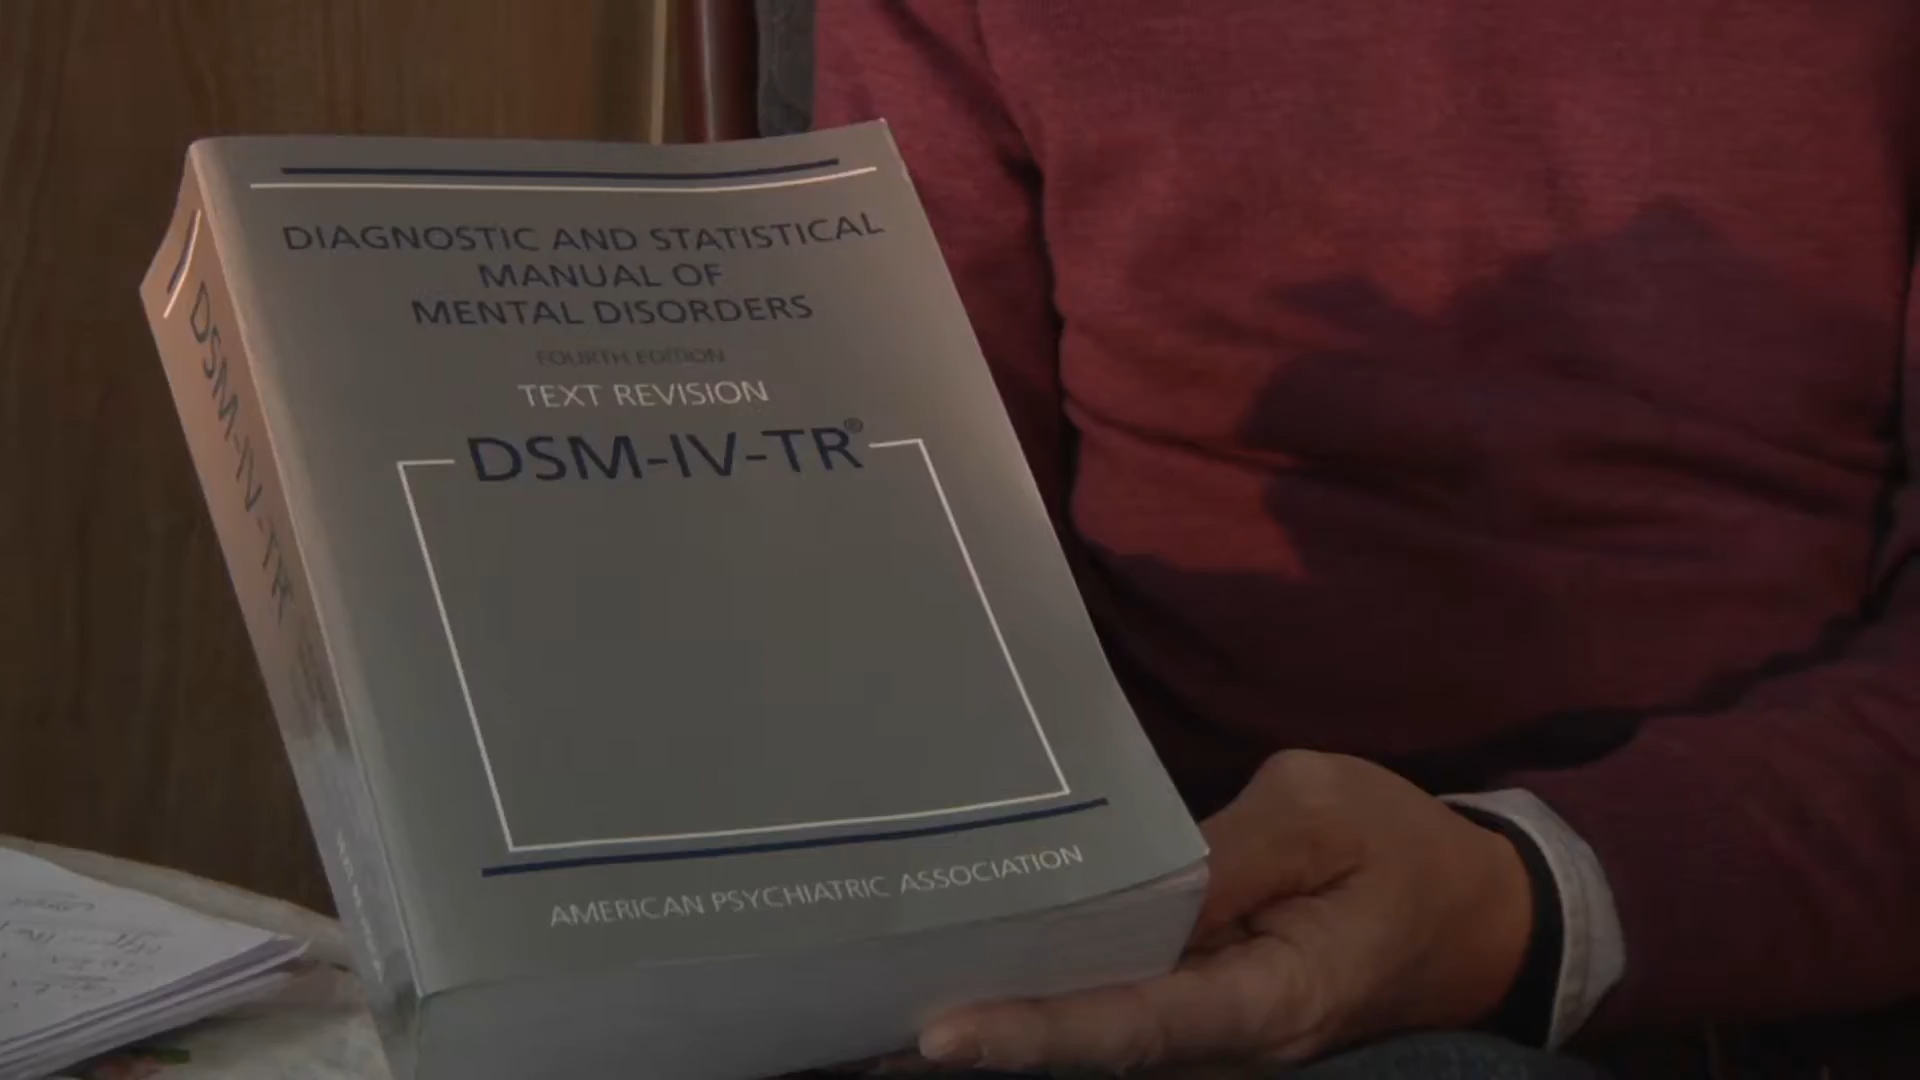 DIAGNOSTIC AND STATISTICAL
MANUAL OF
MENTAL DISORDERS
FOURTH EDITION
TEXT REVISION
DSM-IV-TR®
AMERICAN PSYCHIATRIC ASSOCIATION
DSM-IV-TR